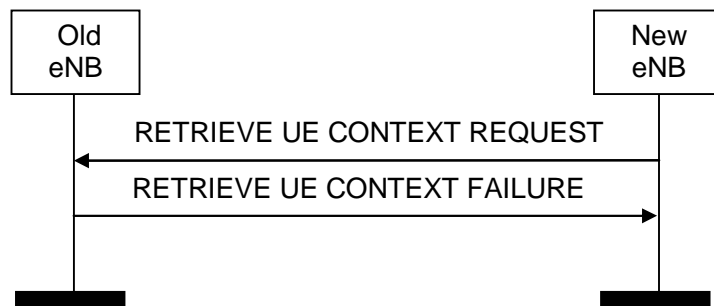 Old
eNB
New
eNB
RETRIEVE UE CONTEXT REQUEST
RETRIEVE UE CONTEXT FAILURE